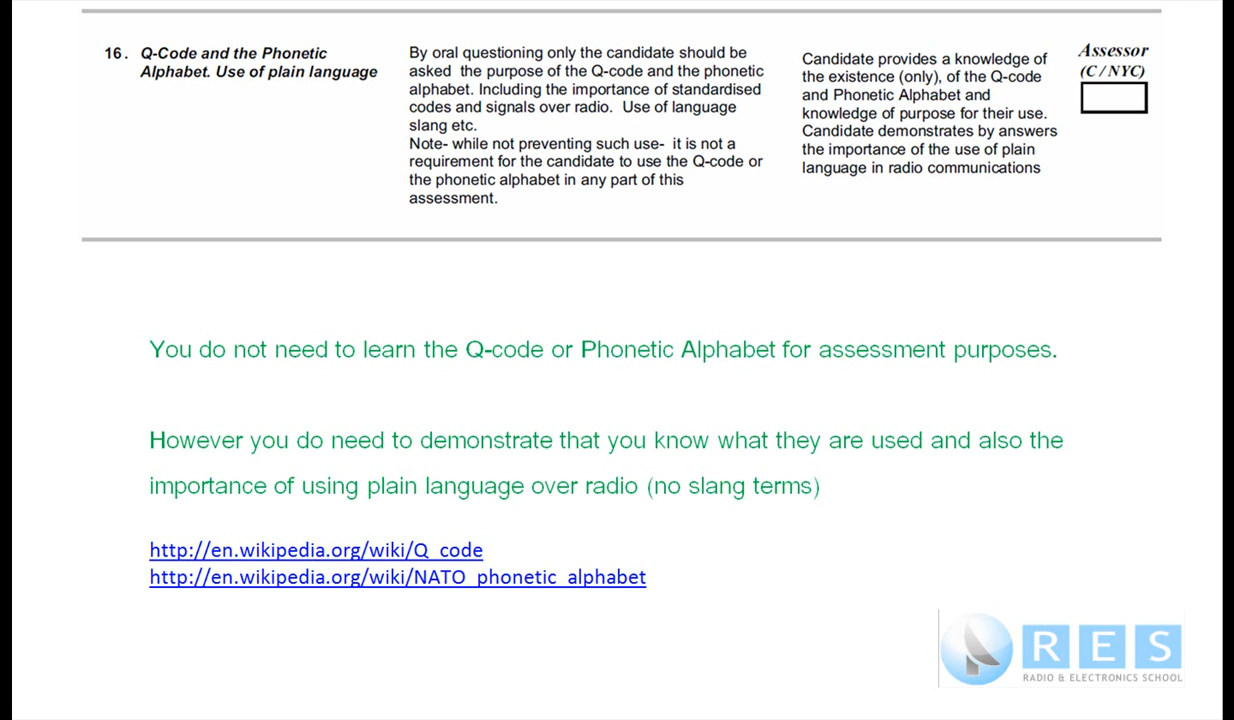 16. Q-Code and the Phonetic
Alphabet. Use of plain language
By oral questioning only the candidate should be
asked the purpose of the Q-code and the phonetic
alphabet. Including the importance of standardised
codes and signals over radio. Use of language
slang etc.
Note- while not preventing such use- it is not a
requirement for the candidate to use the Q-code or
the phonetic alphabet in any part of this
assessment.
Candidate provides a knowledge of
the existence (only), of the Q-code
and Phonetic Alphabet and
knowledge of purpose for their use.
Candidate demonstrates by answers
the importance of the use of plain
language in radio communications
Assessor
(C/NYC)
You do not need to learn the Q-code or Phonetic Alphabet for assessment purposes.
However you do need to demonstrate that you know what they are used and also the
importance of using plain language over radio (no slang terms)
http://en.wikipedia.org/wiki/Q_code
http://en.wikipedia.org/wiki/NATO_phonetic_alphabet
RES
RADIO & ELECTRONICS SCHOOL